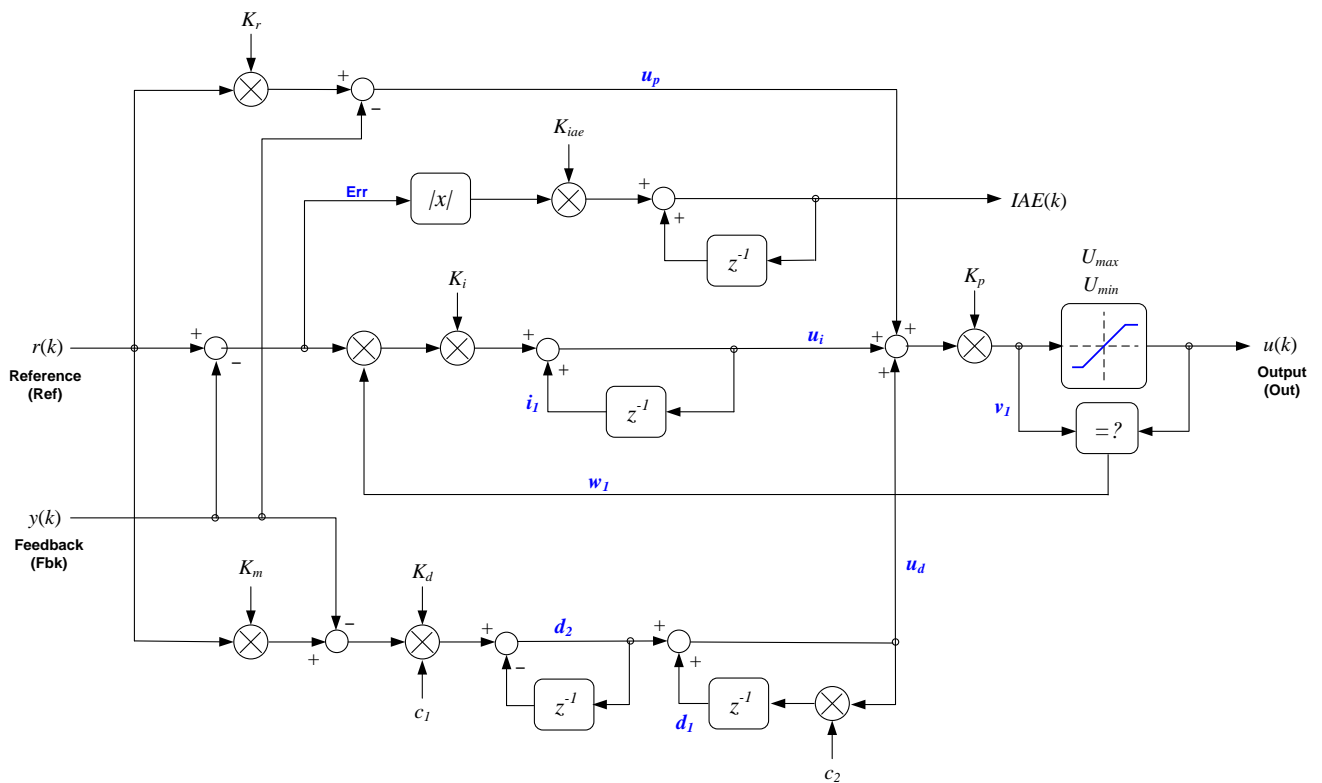 K_r
+
−
u_p
K_iae
Err
|x|
+
+
z^-1
IAE(k)
K_i
K_p
U_max
U_min
r(k)
Reference
(Ref)
+
−
+
+
u_i
i_1
z^-1
+
+
+
v_1
= ?
u(k)
Output
(Out)
w_1
y(k)
Feedback
(Fbk)
u_d
K_m
K_d
−
+
c_1
+
−
d_2
z^-1
+
+
d_1
z^-1
c_2